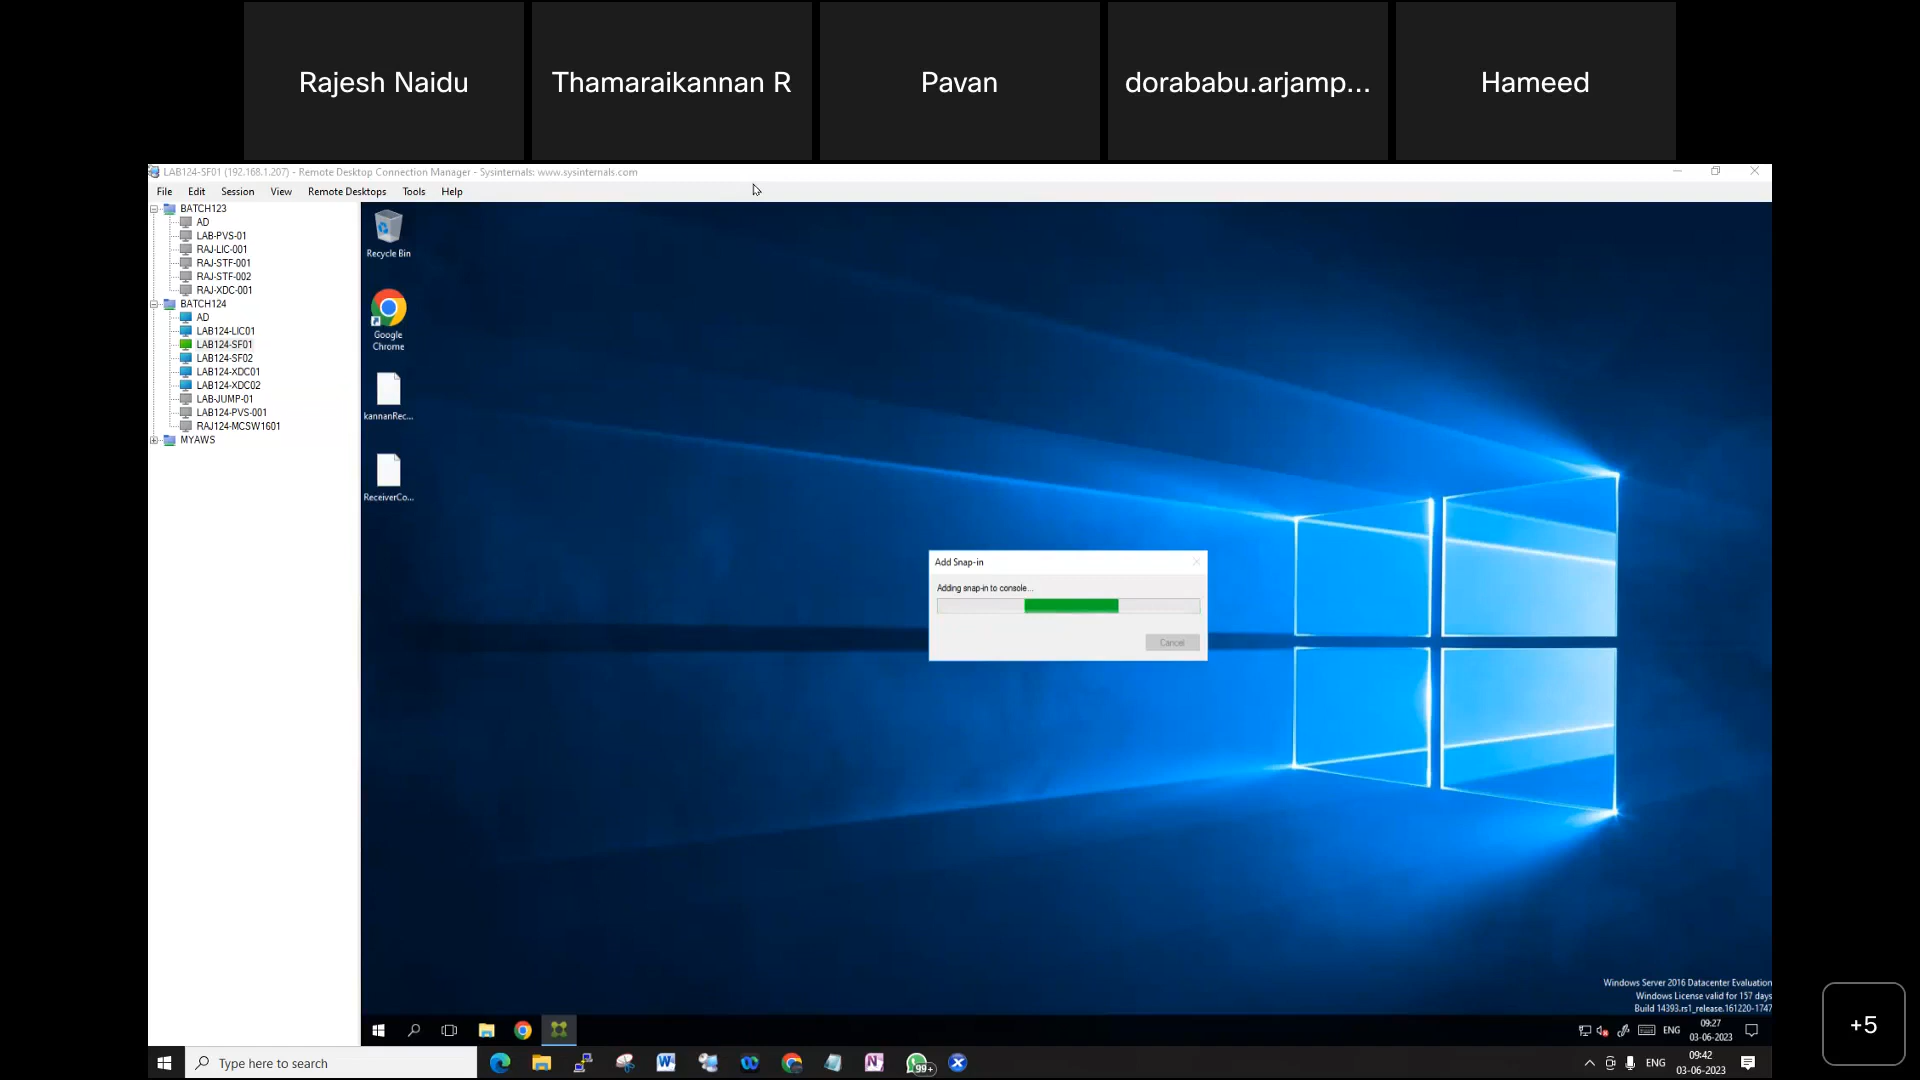 Rajesh Naidu
Thamaraikannan R
Pavan
dorababu.arjamp...
Hameed
LAB124-SF01 (192.168.1.207) - Remote Desktop Connection Manager - Sysinternals: www.sysinternals.com
File Edit Session View Remote Desktops Tools Help
BATCH123
AD
LAB-PVS-01
RAJ-LIC-001
RAJ-STF-001
RAJ-STF-002
RAJ-XDC-001
BATCH124
AD
LAB124-LIC01
LAB124-SF01
LAB124-SF02
LAB124-XDC01
LAB124-XDC02
LAB-JUMP-01
LAB124-PVS-001
RAJ124-MCSW1601
MYAWS
Recycle Bin
Google
Chrome
kannanRec...
ReceiverCo...
Add Snap-in
Adding snap-in to console...
Cancel
Windows Server 2016 Datacenter Evaluation
Windows License valid for 157 days
Build 14393.rs1_release.161220-1747
ENG
09:27
03-06-2023
+5
Type here to search
99+
ENG
09:42
03-06-2023